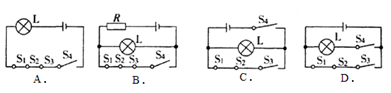 L
R
L
S₄
L
L
S₄
S₁ S₂ S₃ S₄
S₁ S₂ S₃ S₄
S₁ S₂ S₃
S₁ S₂ S₃
A. B. C. D.